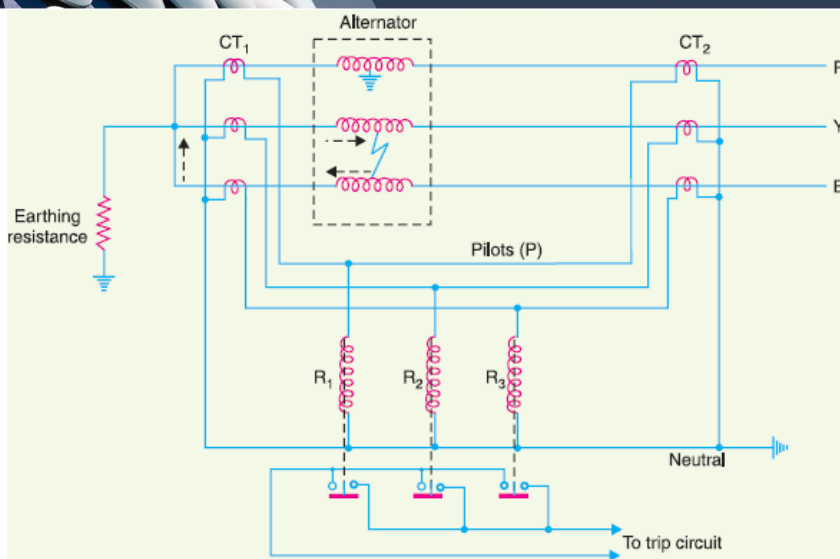 Alternator
CT1
CT2
Y
Earthing
resistance
Pilots (P)
R1
R2
R3
Neutral
To trip circuit